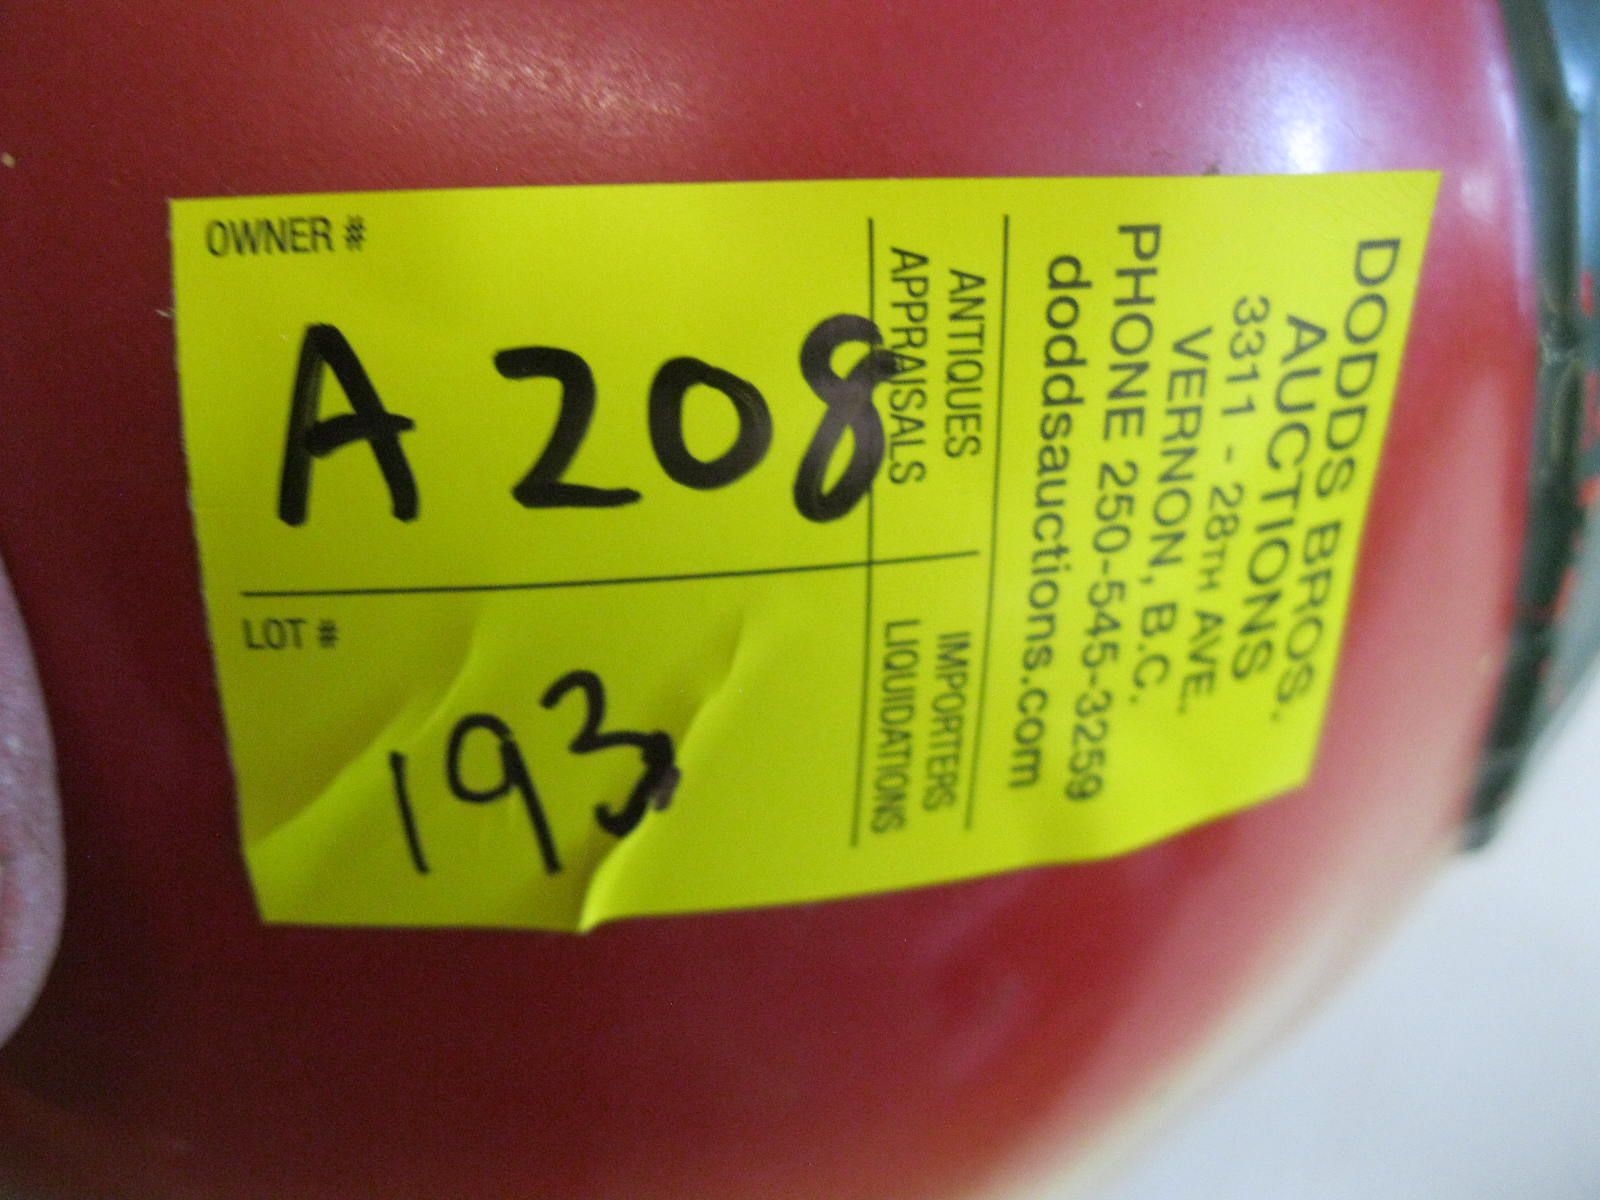 DODDS BROS.
AUCTIONS
3311 - 28TH AVE.
VERNON, B.C.
PHONE 250-545-3259
doddsauctions.com
ANTIQUES
APPRAISALS
IMPORTERS
LIQUIDATIONS
OWNER #
A 208
LOT #
193